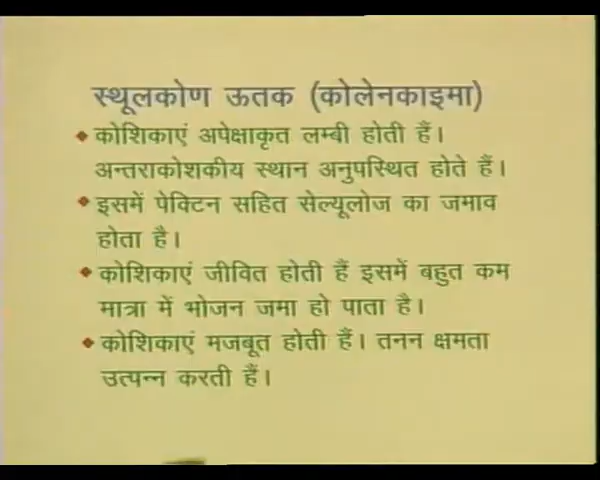 स्थूलकोण ऊतक (कोलेनकाइमा)
कोशिकाएं अपेक्षाकृत लम्बी होती हैं।
अन्तराकोशकीय स्थान अनुपस्थित होते हैं।
इसमें पेक्टिन सहित सेल्यूलोज का जमाव
होता है।
कोशिकाएं जीवित होती हैं इसमें बहुत कम
मात्रा में भोजन जमा हो पाता है।
कोशिकाएं मजबूत होती हैं। तनन क्षमता
उत्पन्न करती हैं।